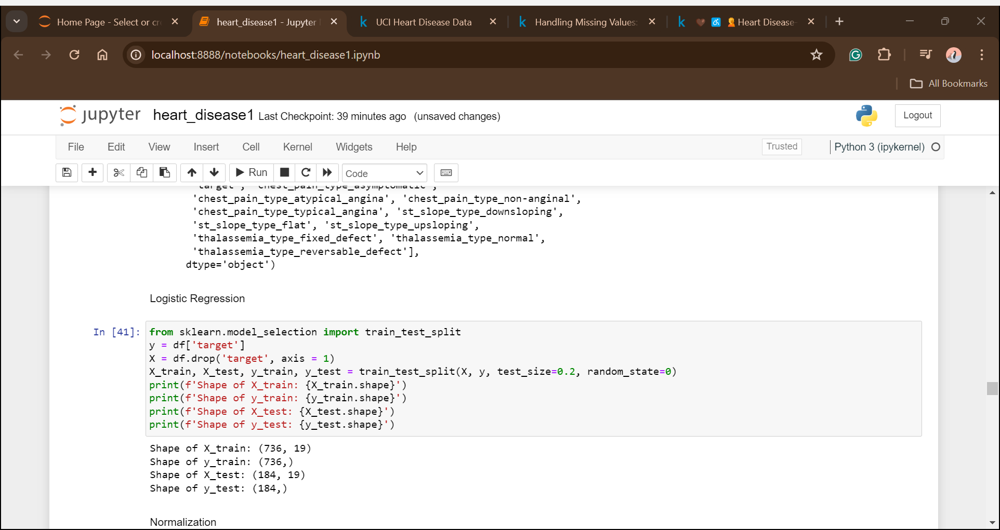 Home Page - Select or cr
heart_disease1 - Jupyter
UCI Heart Disease Data
Handling Missing Values:
Heart Disease-
localhost:8888/notebooks/heart_disease1.ipynb
All Bookmarks
jupyter heart_disease1 Last Checkpoint: 39 minutes ago (unsaved changes)
Logout
File Edit View Insert Cell Kernel Widgets Help
Trusted
Python 3 (ipykernel)
Run
Code
'target', 'chest_pain_type_asymptomatic',
'chest_pain_type_atypical_angina', 'chest_pain_type_non-anginal',
'chest_pain_type_typical_angina', 'st_slope_type_downsloping',
'st_slope_type_flat', 'st_slope_type_upsloping',
'thalassemia_type_fixed_defect', 'thalassemia_type_normal',
'thalassemia_type_reversable_defect'],
dtype='object')
Logistic Regression
In [41]:
from sklearn.model_selection import train_test_split
y = df['target']
X = df.drop('target', axis = 1)
X_train, X_test, y_train, y_test = train_test_split(X, y, test_size=0.2, random_state=0)
print(f'Shape of X_train: {X_train.shape}')
print(f'Shape of y_train: {y_train.shape}')
print(f'Shape of X_test: {X_test.shape}')
print(f'Shape of y_test: {y_test.shape}')
Shape of X_train: (736, 19)
Shape of y_train: (736,)
Shape of X_test: (184, 19)
Shape of y_test: (184,)
Normalization